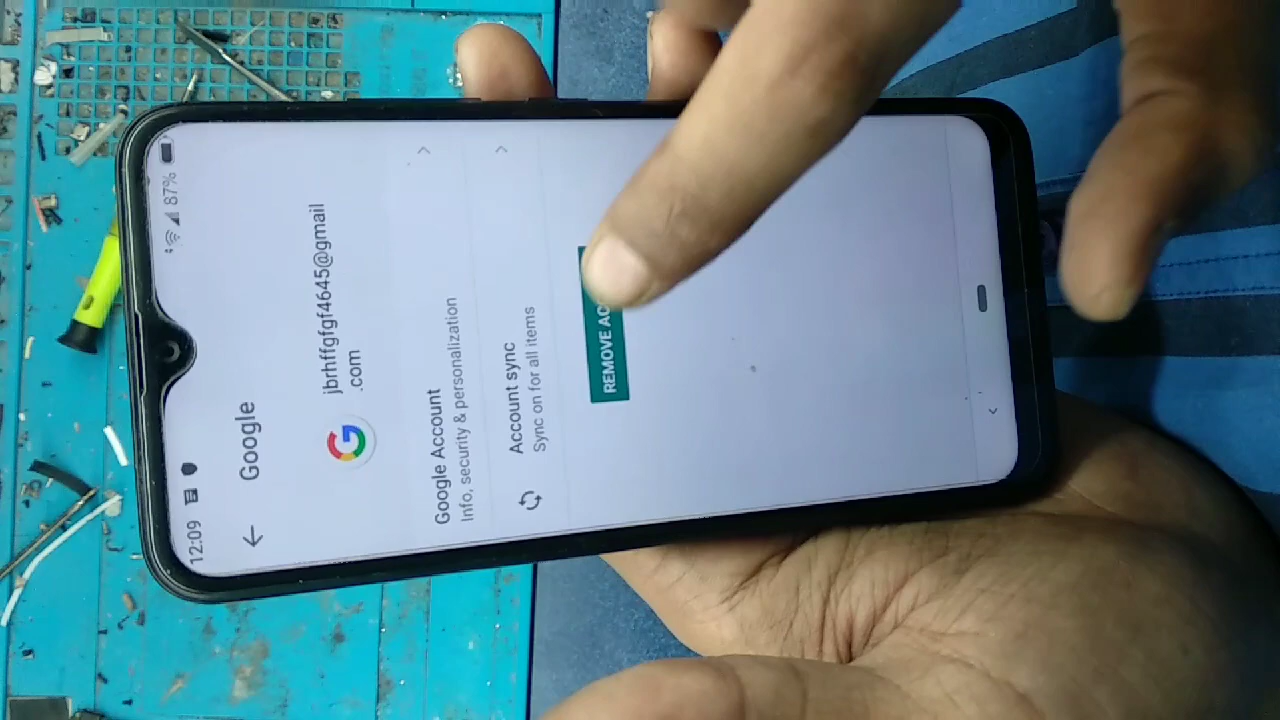 12:09
87%
Google
jbrhffgfgf4645@gmail
.com
Google Account
Info, security & personalization
Account sync
Sync on for all items
REMOVE AC